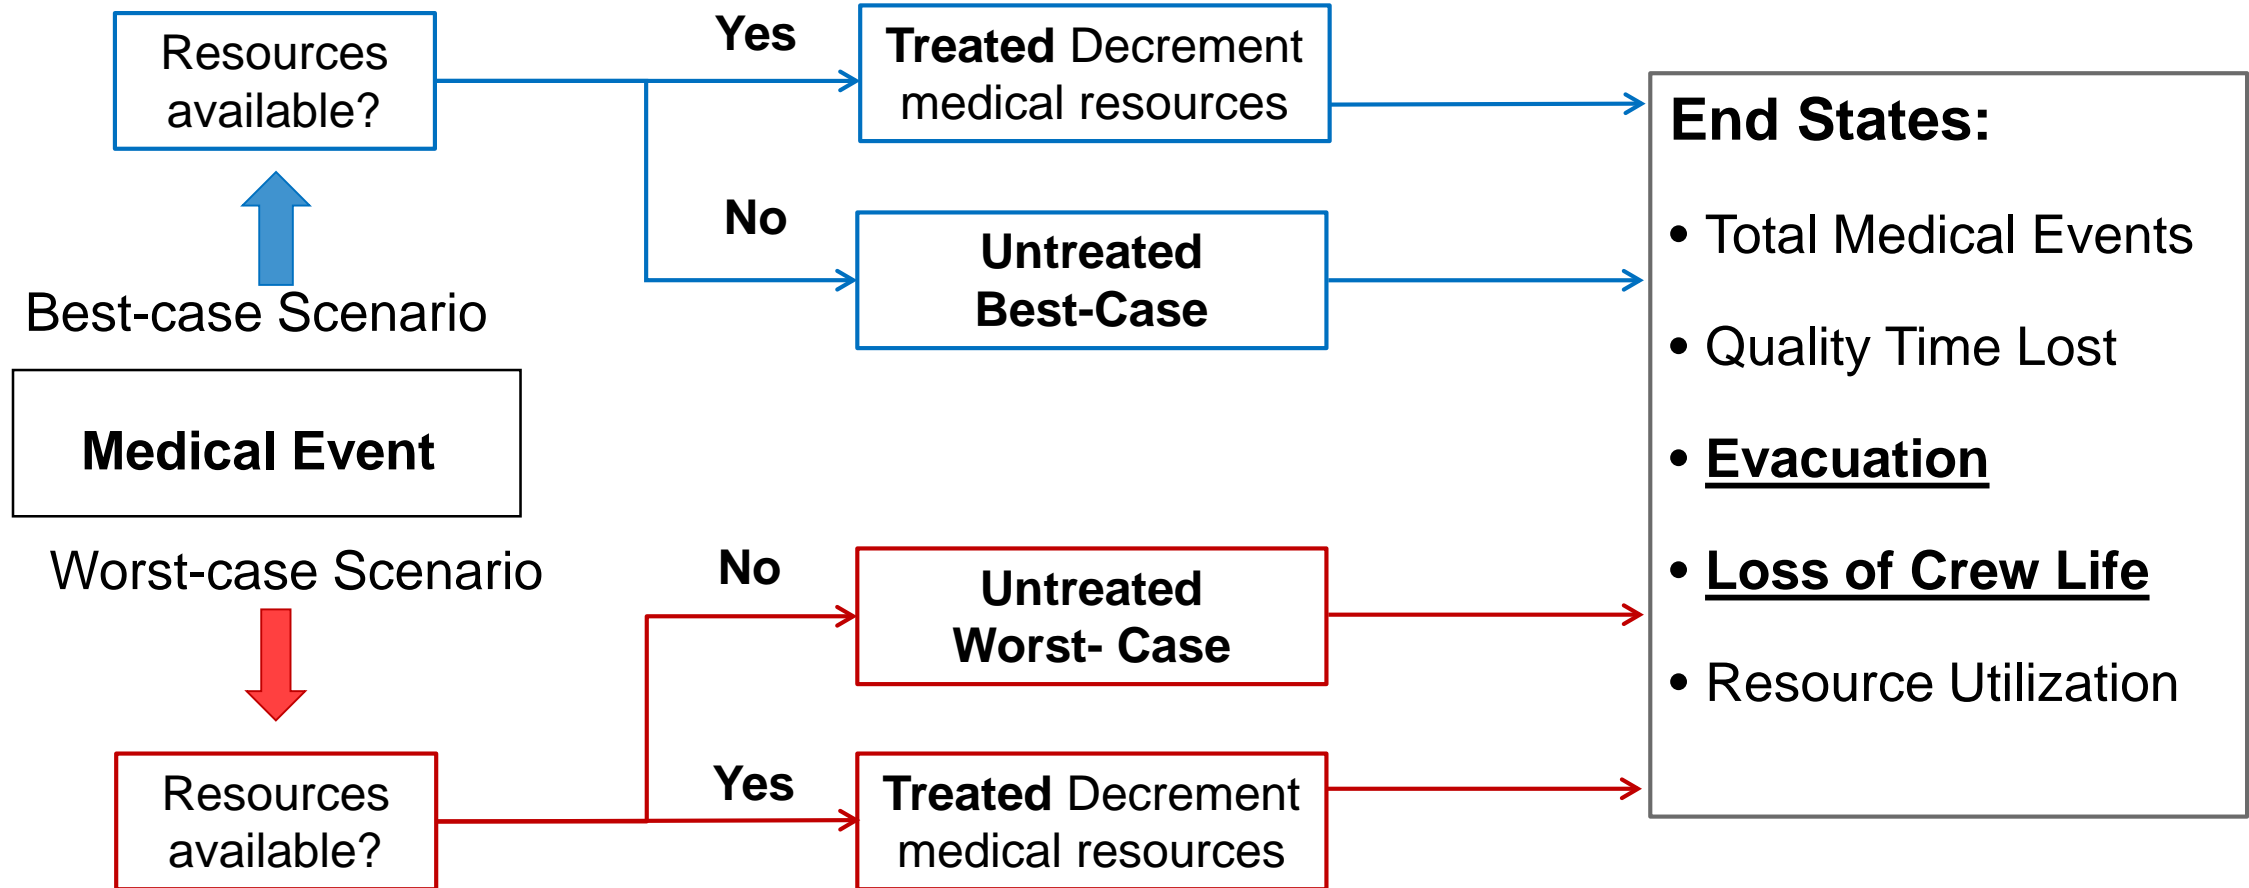 Resources
available?
Yes
Treated Decrement
medical resources
No
Untreated
Best-Case
Best-case Scenario
Medical Event
Worst-case Scenario
No
Untreated
Worst- Case
Resources
available?
Yes
Treated Decrement
medical resources
End States:
• Total Medical Events
• Quality Time Lost
• Evacuation
• Loss of Crew Life
• Resource Utilization